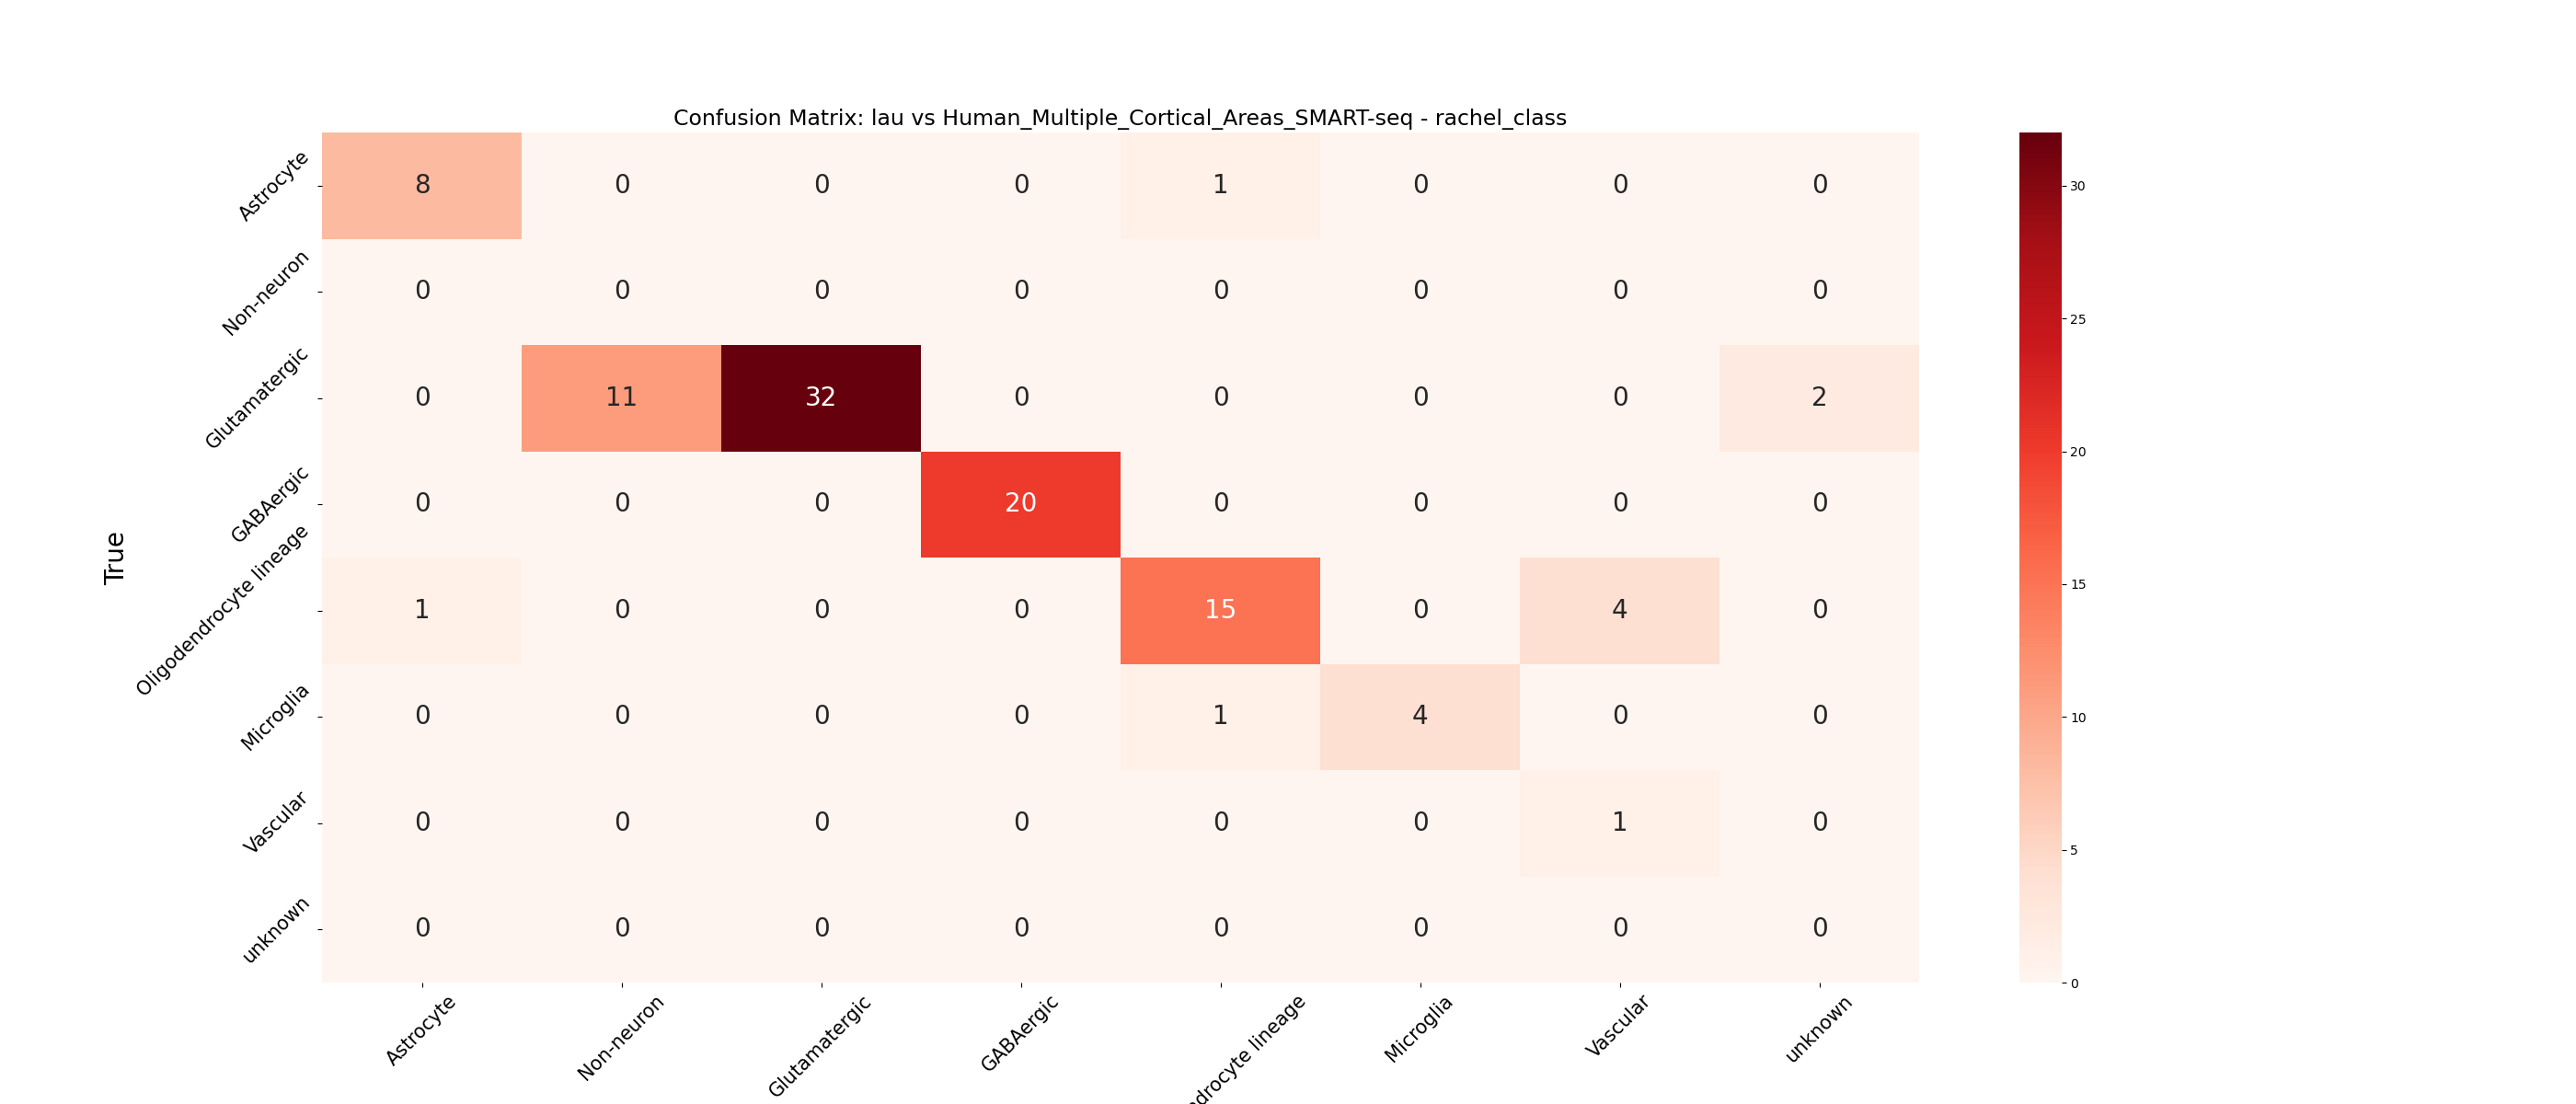 Confusion Matrix: lau vs Human_Multiple_Cortical_Areas_SMART-seq - rachel_class
True
Astrocyte 8 0 0 0 1 0 0 0
Non-neuron 0 0 0 0 0 0 0 0
Glutamatergic 0 11 32 0 0 0 0 2
GABAergic 0 0 0 20 0 0 0 0
Oligodendrocyte lineage 1 0 0 0 15 0 4 0
Microglia 0 0 0 0 1 4 0 0
Vascular 0 0 0 0 0 0 1 0
unknown 0 0 0 0 0 0 0 0
Astrocyte Non-neuron Glutamatergic GABAergic ndrocyte lineage Microglia Vascular unknown
30
25
20
15
10
5
0